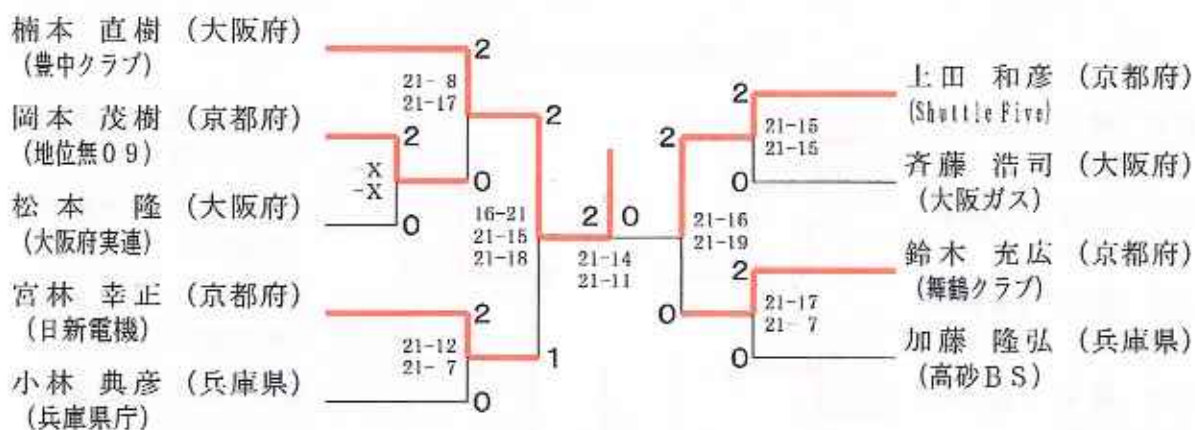 楠本 直樹 (大阪府)
(豊中クラブ)
岡本 茂樹 (京都府)
(地位無09)
松本 隆 (大阪府)
(大阪府実連)
宮林 幸正 (京都府)
(日新電機)
小林 典彦 (兵庫県)
(兵庫県庁)
2
21- 8
21-17
0
2
-X
-X
0
2
16-21
21-15
21-18
1
2
21-12
21- 7
0
2 0
21-14
21-11
2
21-16
21-19
0
2
21-15
21-15
0
2
21-17
21- 7
0
上田 和彦 (京都府)
(Shuttle Five)
斉藤 浩司 (大阪府)
(大阪ガス)
鈴木 充広 (京都府)
(舞鶴クラブ)
加藤 隆弘 (兵庫県)
(高砂BS)